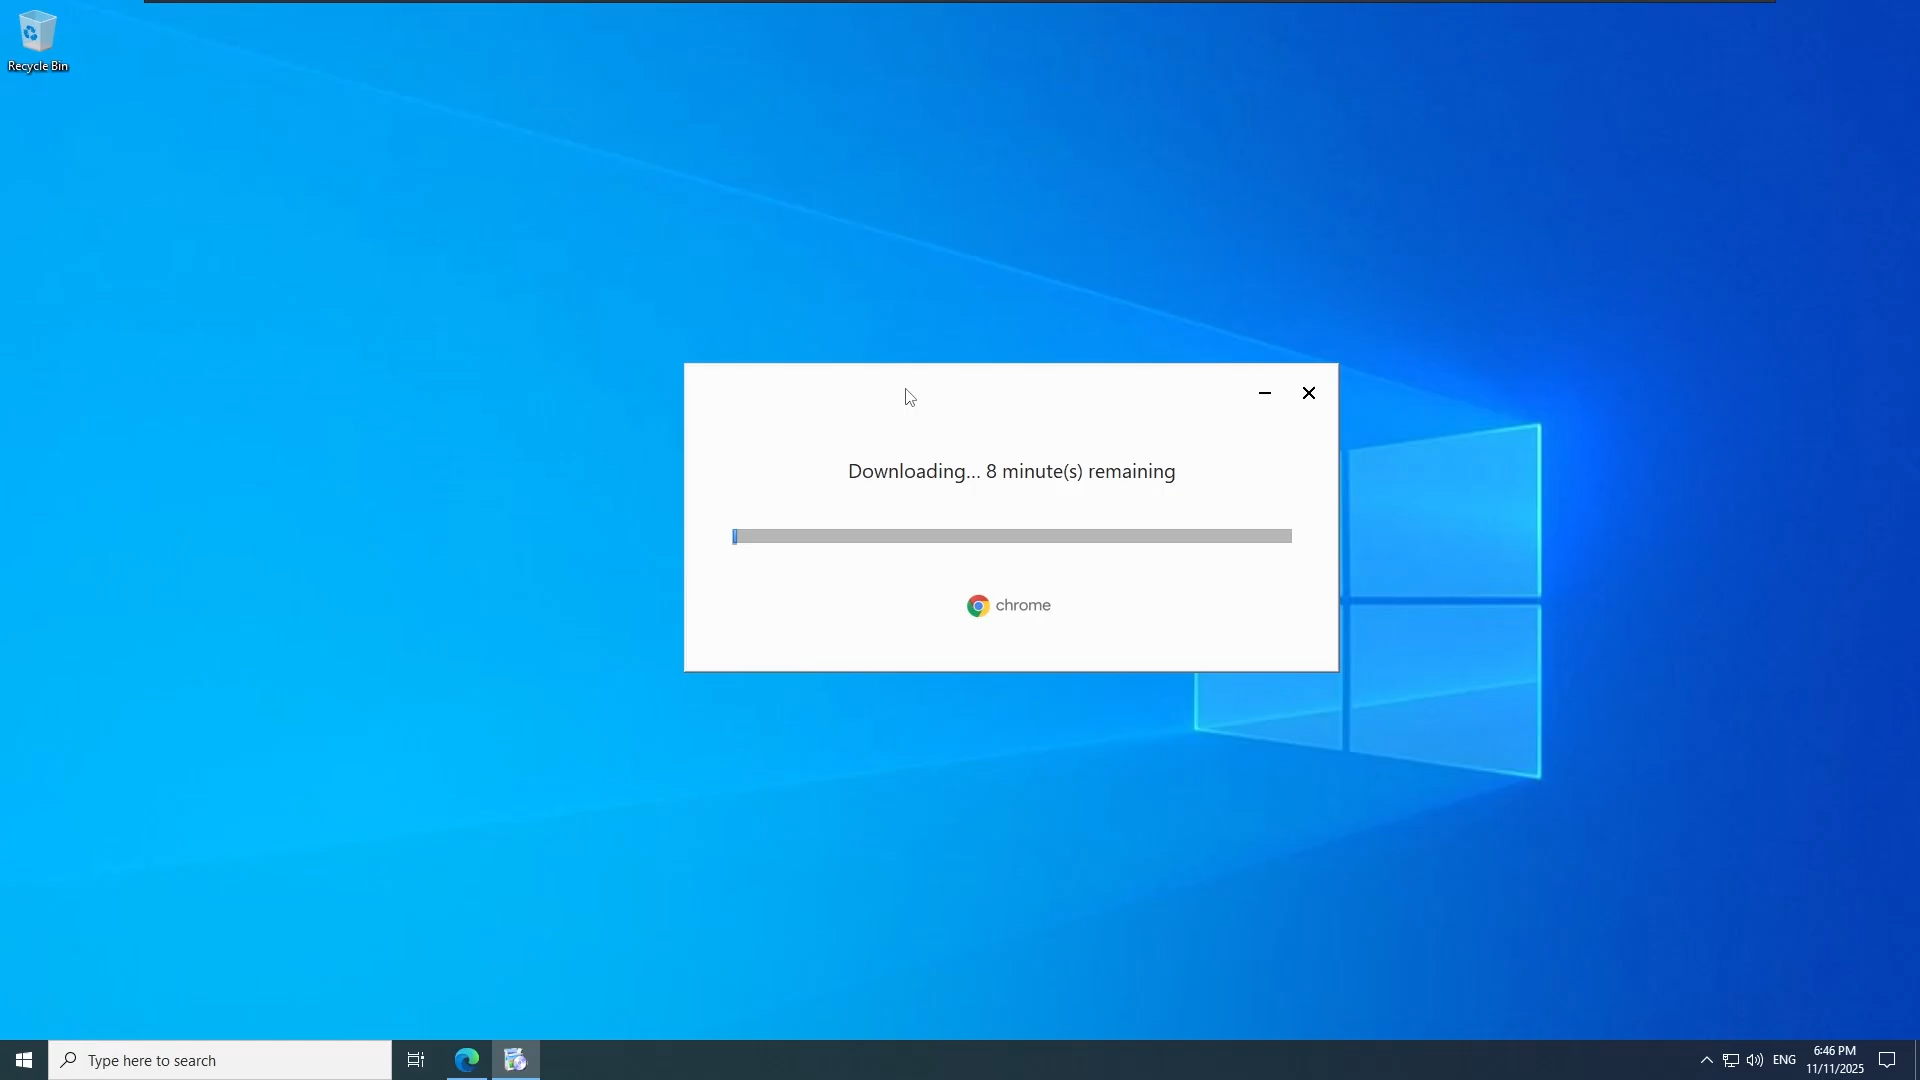 Recycle Bin
Downloading... 8 minute(s) remaining
chrome
Type here to search
ENG
6:46 PM
11/11/2025